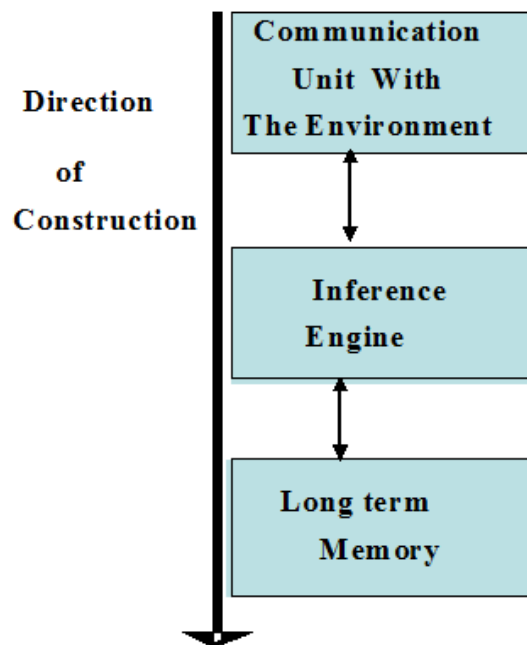 Direction
of
Construction
Communication
Unit With
The Environment
Inference
Engine
Long term
Memory